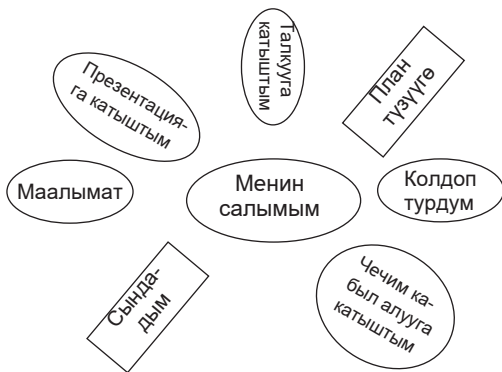 Талкууга
катыштым
План
түзүүгө
Презентация-
га катыштым
Маалымат
Менин
салымым
Колдоп
турдум
Сында-
дым
Чечим ка-
был алууга
катыштым